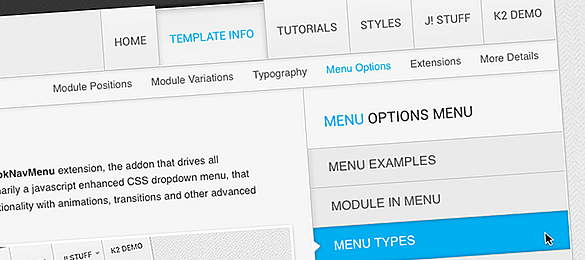 HOME TEMPLATE INFO TUTORIALS STYLES J! STUFF K2 DEMO
Module Positions Module Variations Typography Menu Options Extensions More Details
MENU OPTIONS MENU
MENU EXAMPLES
MODULE IN MENU
MENU TYPES
okNavMenu extension, the addon that drives all
arily a javascript enhanced CSS dropdown menu, that
tionality with animations, transitions and other advanced
J! STUFF K2 DEMO